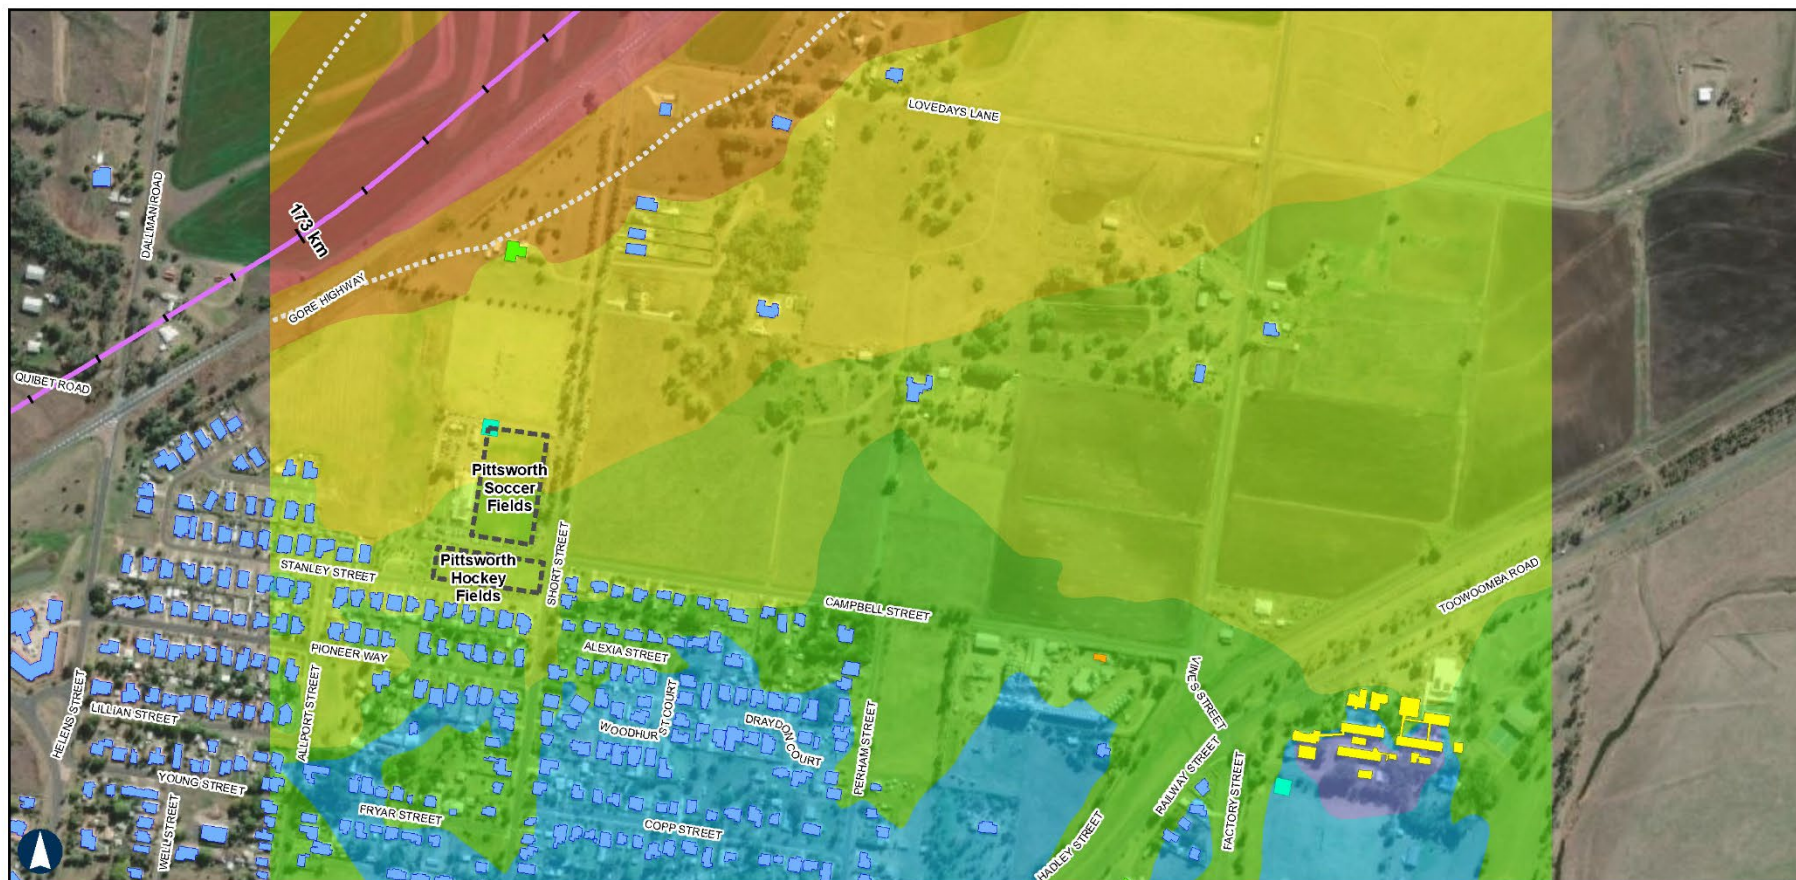 LOVEDAYS LANE
DALLMAN ROAD
173 km
GORE HIGHWAY
QUIBET ROAD
Pittsworth
Soccer
Fields
SHORT STREET
Pittsworth
Hockey
Fields
STANLEY STREET
TOOWOOMBA ROAD
CAMPBELL STREET
PIONEER WAY
ALEXIA STREET
HELENS STREET
LILLIAN STREET
ALLPORT STREET
WOODHUR
ST COURT
DRAYDON COURT
PERHAM STREET
VINES STREET
RAILWAY STREET
FACTORY STREET
YOUNG STREET
WELL STREET
FRYAR STREET
COPP STREET
HADLEY STREET